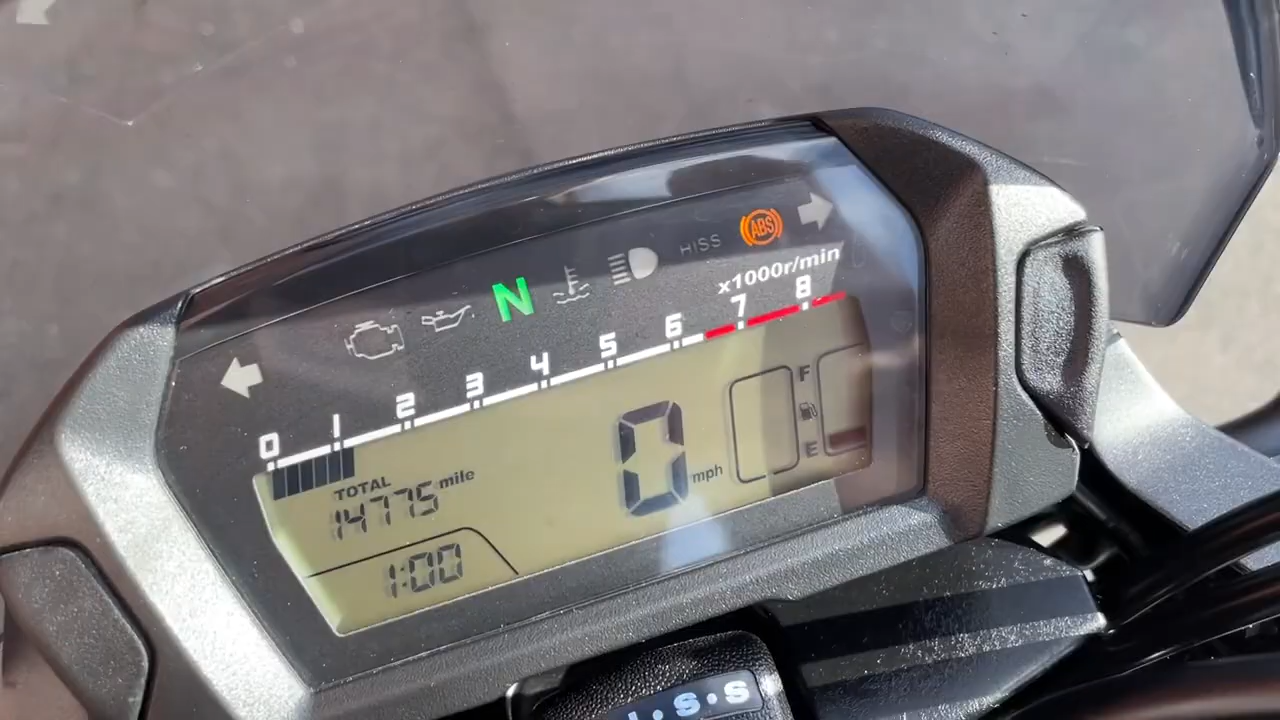 HISS
ABS
N
x1000r/min
0 1 2 3 4 5 6 7 8
F
E
0 mph
TOTAL
14775 mile
1:00
S•S